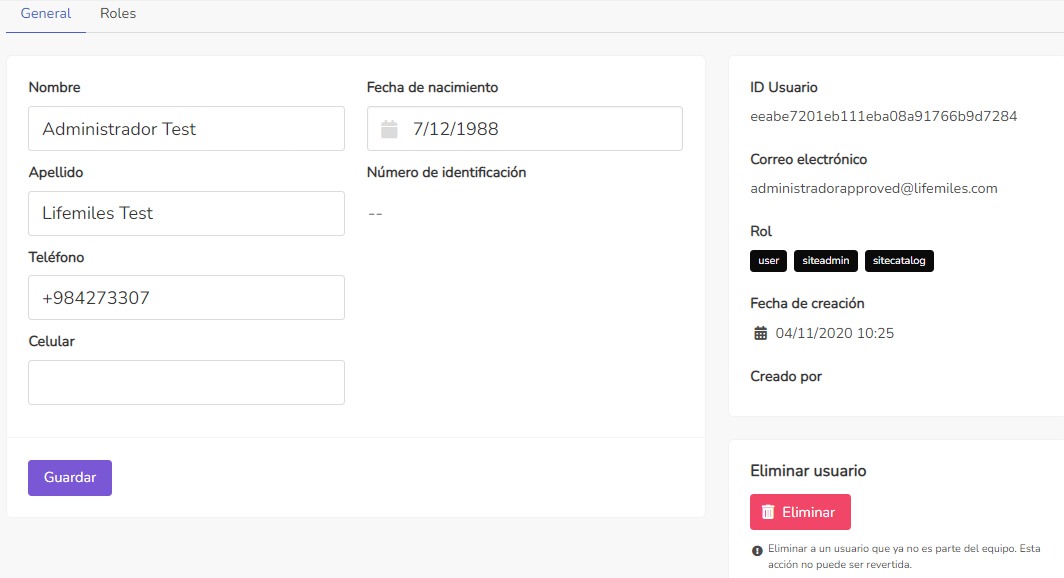 General
Roles
Nombre
Administrador Test
Apellido
Lifemiles Test
Teléfono
+984273307
Celular
Fecha de nacimiento
7/12/1988
Número de identificación
--
Guardar
ID Usuario
eeabe7201eb111eba08a91766b9d7284
Correo electrónico
administradorapproved@lifemiles.com
Rol
user siteadmin sitecatalog
Fecha de creación
04/11/2020 10:25
Creado por
Eliminar usuario
Eliminar
Eliminar a un usuario que ya no es parte del equipo. Esta
acción no puede ser revertida.